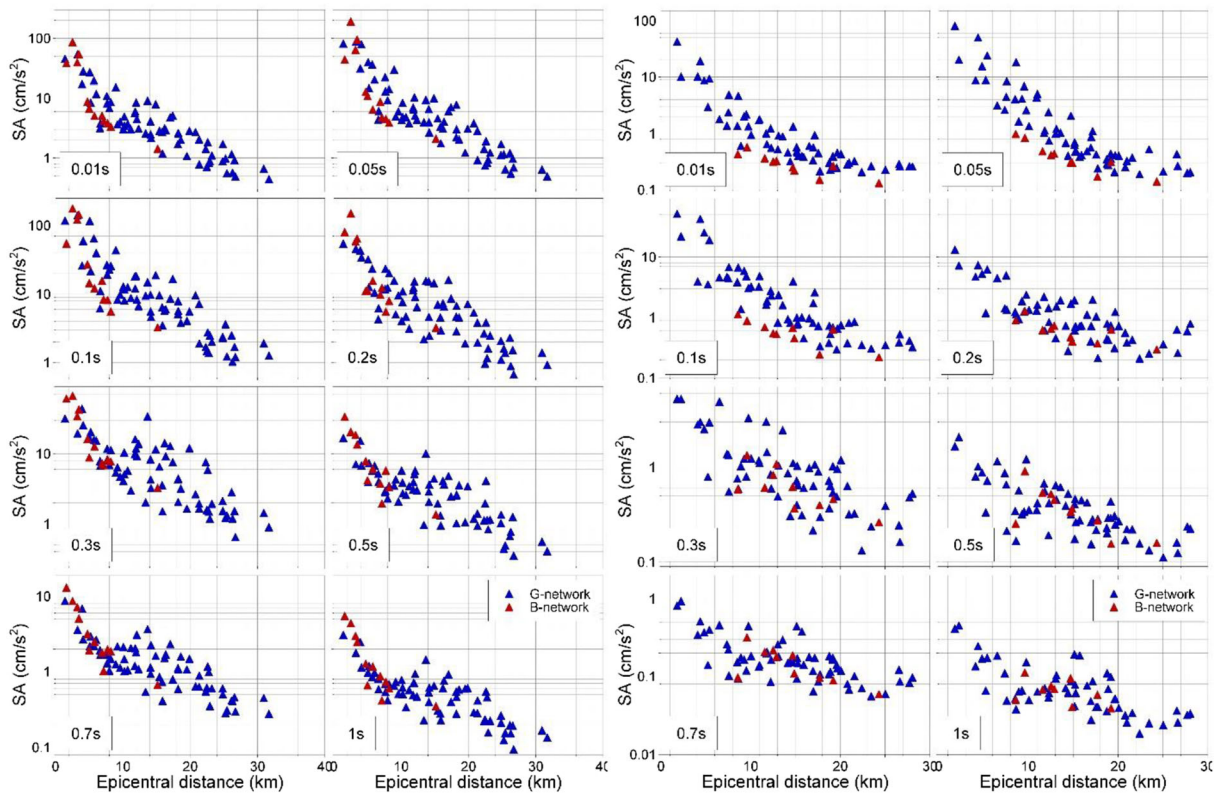 100
10
1
SA (cm/s²)
0.01s
0.05s
10
1
0.1
SA (cm/s²)
0.01s
0.05s
100
10
1
SA (cm/s²)
0.1s
0.2s
10
1
0.1
SA (cm/s²)
0.1s
0.2s
10
1
SA (cm/s²)
0.3s
0.5s
1
0.1
SA (cm/s²)
0.3s
0.5s
10
1
0.1
SA (cm/s²)
0.7s
1s
G-network
B-network
1
0.1
0.01
SA (cm/s²)
0.7s
1s
G-network
B-network
0 10 20 30 40 0 10 20 30 40
Epicentral distance (km) Epicentral distance (km)
0 10 20 30 0 10 20 30
Epicentral distance (km) Epicentral distance (km)